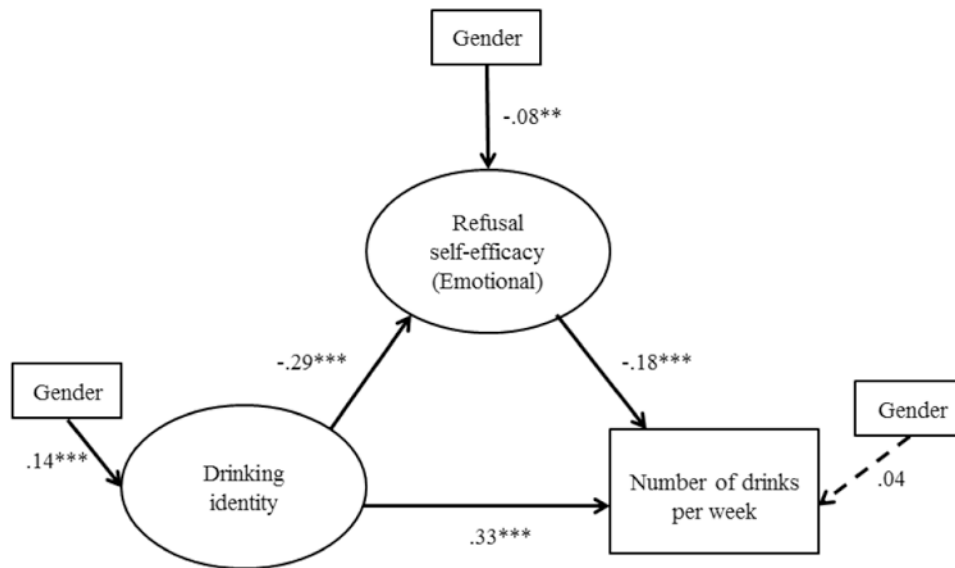 Gender
-.08**
Refusal
self-efficacy
(Emotional)
-.29***
-.18***
Gender
Gender
.14***
Drinking
identity
Number of drinks
per week
.04
.33***